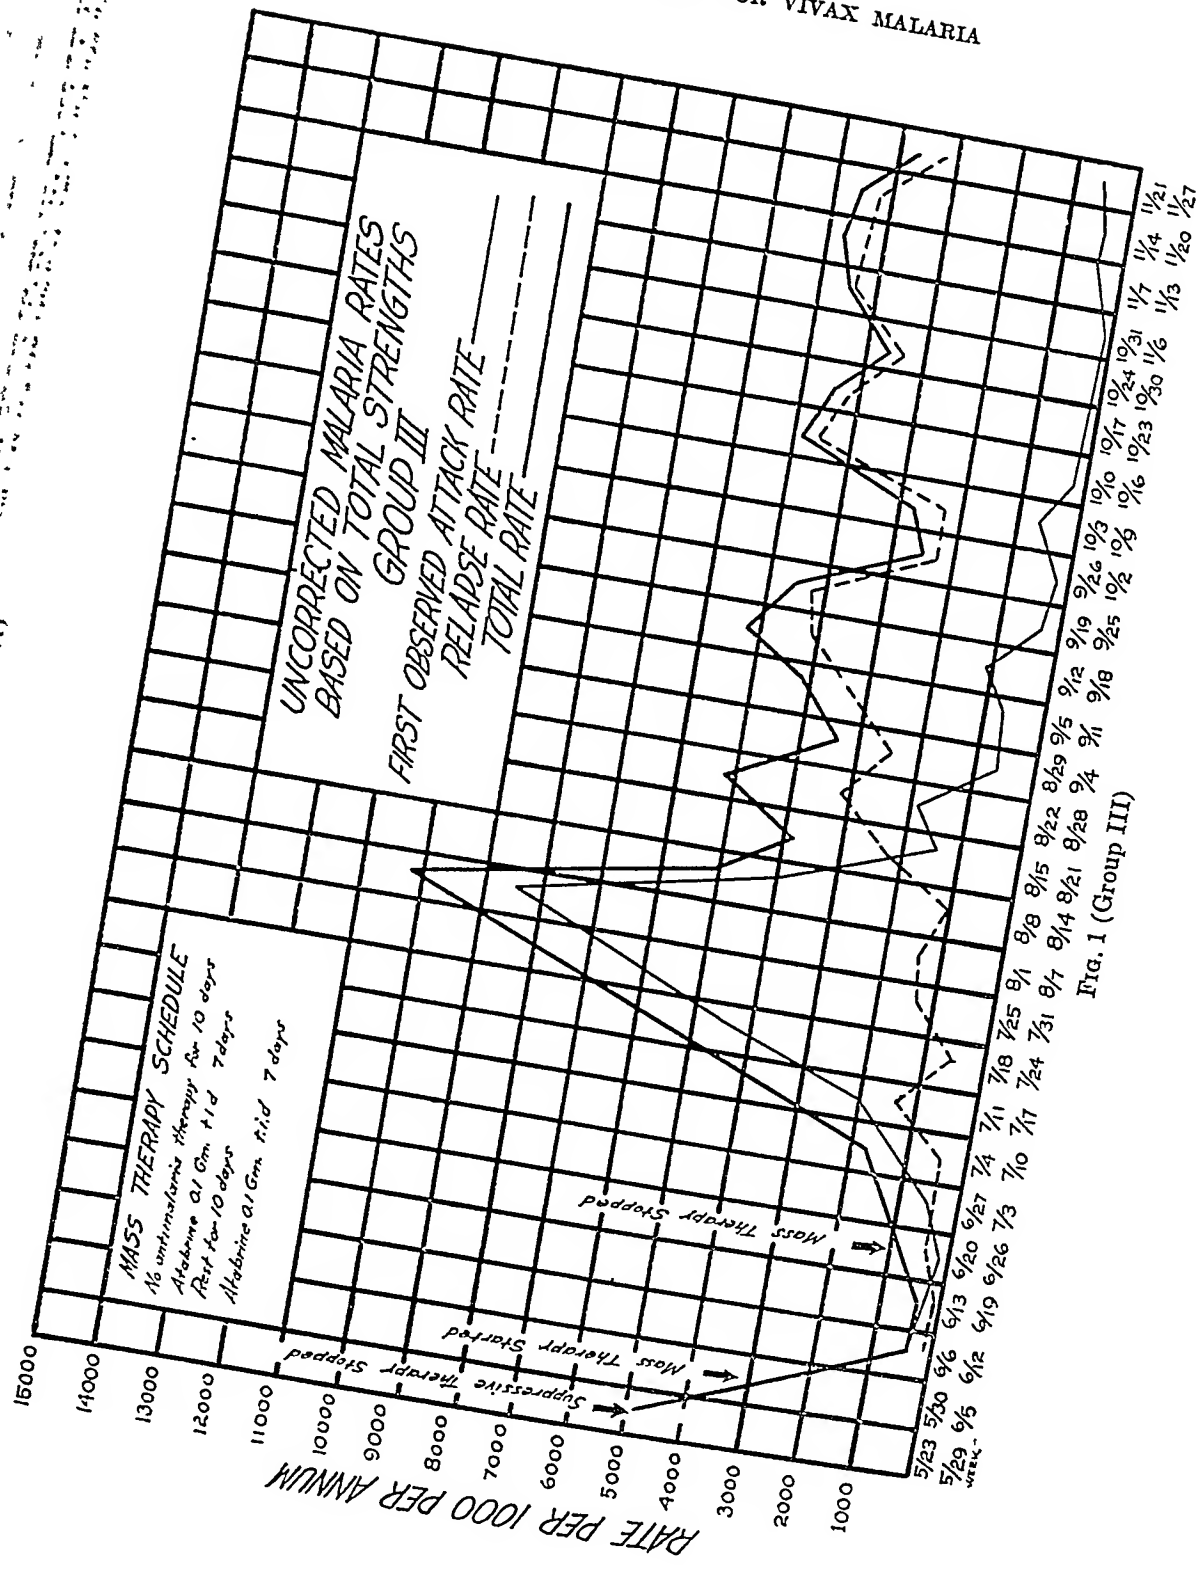 VIVAX MALARIA
MASS THERAPY SCHEDULE
No antimalaris therapy for 10 days
Atabrine 0.1 Gm. t i d 7 days
Rest for 10 days
Atabrine 0.1 Gm. t.i.d 7 days
UNCORRECTED MALARIA RATES
BASED ON TOTAL STRENGTHS
GROUP III
FIRST OBSERVED ATTACK RATE
RELAPSE RATE
TOTAL RATE
Suppressive Therapy Stopped
Mass Therapy Started
Mass Therapy Stopped
RATE PER 1000 PER ANNUM
15000
14000
13000
12000
11000
10000
9000
8000
7000
6000
5000
4000
3000
2000
1000
5/23 5/30 6/6 6/13 6/20 6/27 7/4 7/11 7/18 7/25 8/1 8/8 8/15 8/22 8/29 9/5 9/12 9/19 9/26 10/3 10/10 10/17 10/24 10/31 11/7 11/14 11/21
5/29 6/5 6/12 6/19 6/26 7/3 7/10 7/17 7/24 7/31 8/7 8/14 8/21 8/28 9/4 9/11 9/18 9/25 10/2 10/9 10/16 10/23 10/30 11/6 11/13 11/20 11/27
WEEK-
FIG. 1 (Group III)